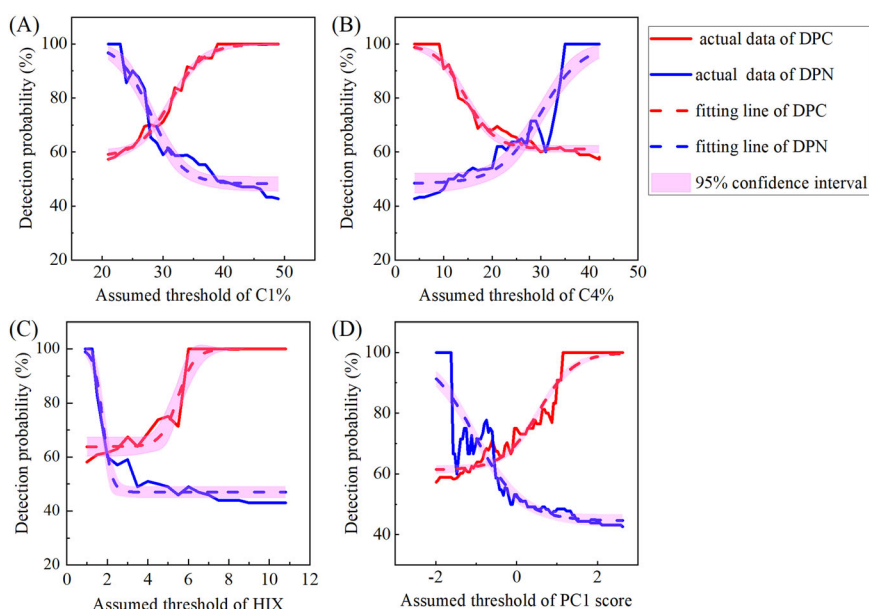 (A)
100
80
60
40
20
Detection probability (%)
20 30 40 50
Assumed threshold of C1%
(B)
100
80
60
40
20
Detection probability (%)
0 10 20 30 40 50
Assumed threshold of C4%
actual data of DPC
actual data of DPN
fitting line of DPC
fitting line of DPN
95% confidence interval
(C)
100
80
60
40
20
Detection probability (%)
0 2 4 6 8 10 12
Assumed threshold of HIX
(D)
100
80
60
40
Detection probability (%)
-2 0 2
Assumed threshold of PC1 score